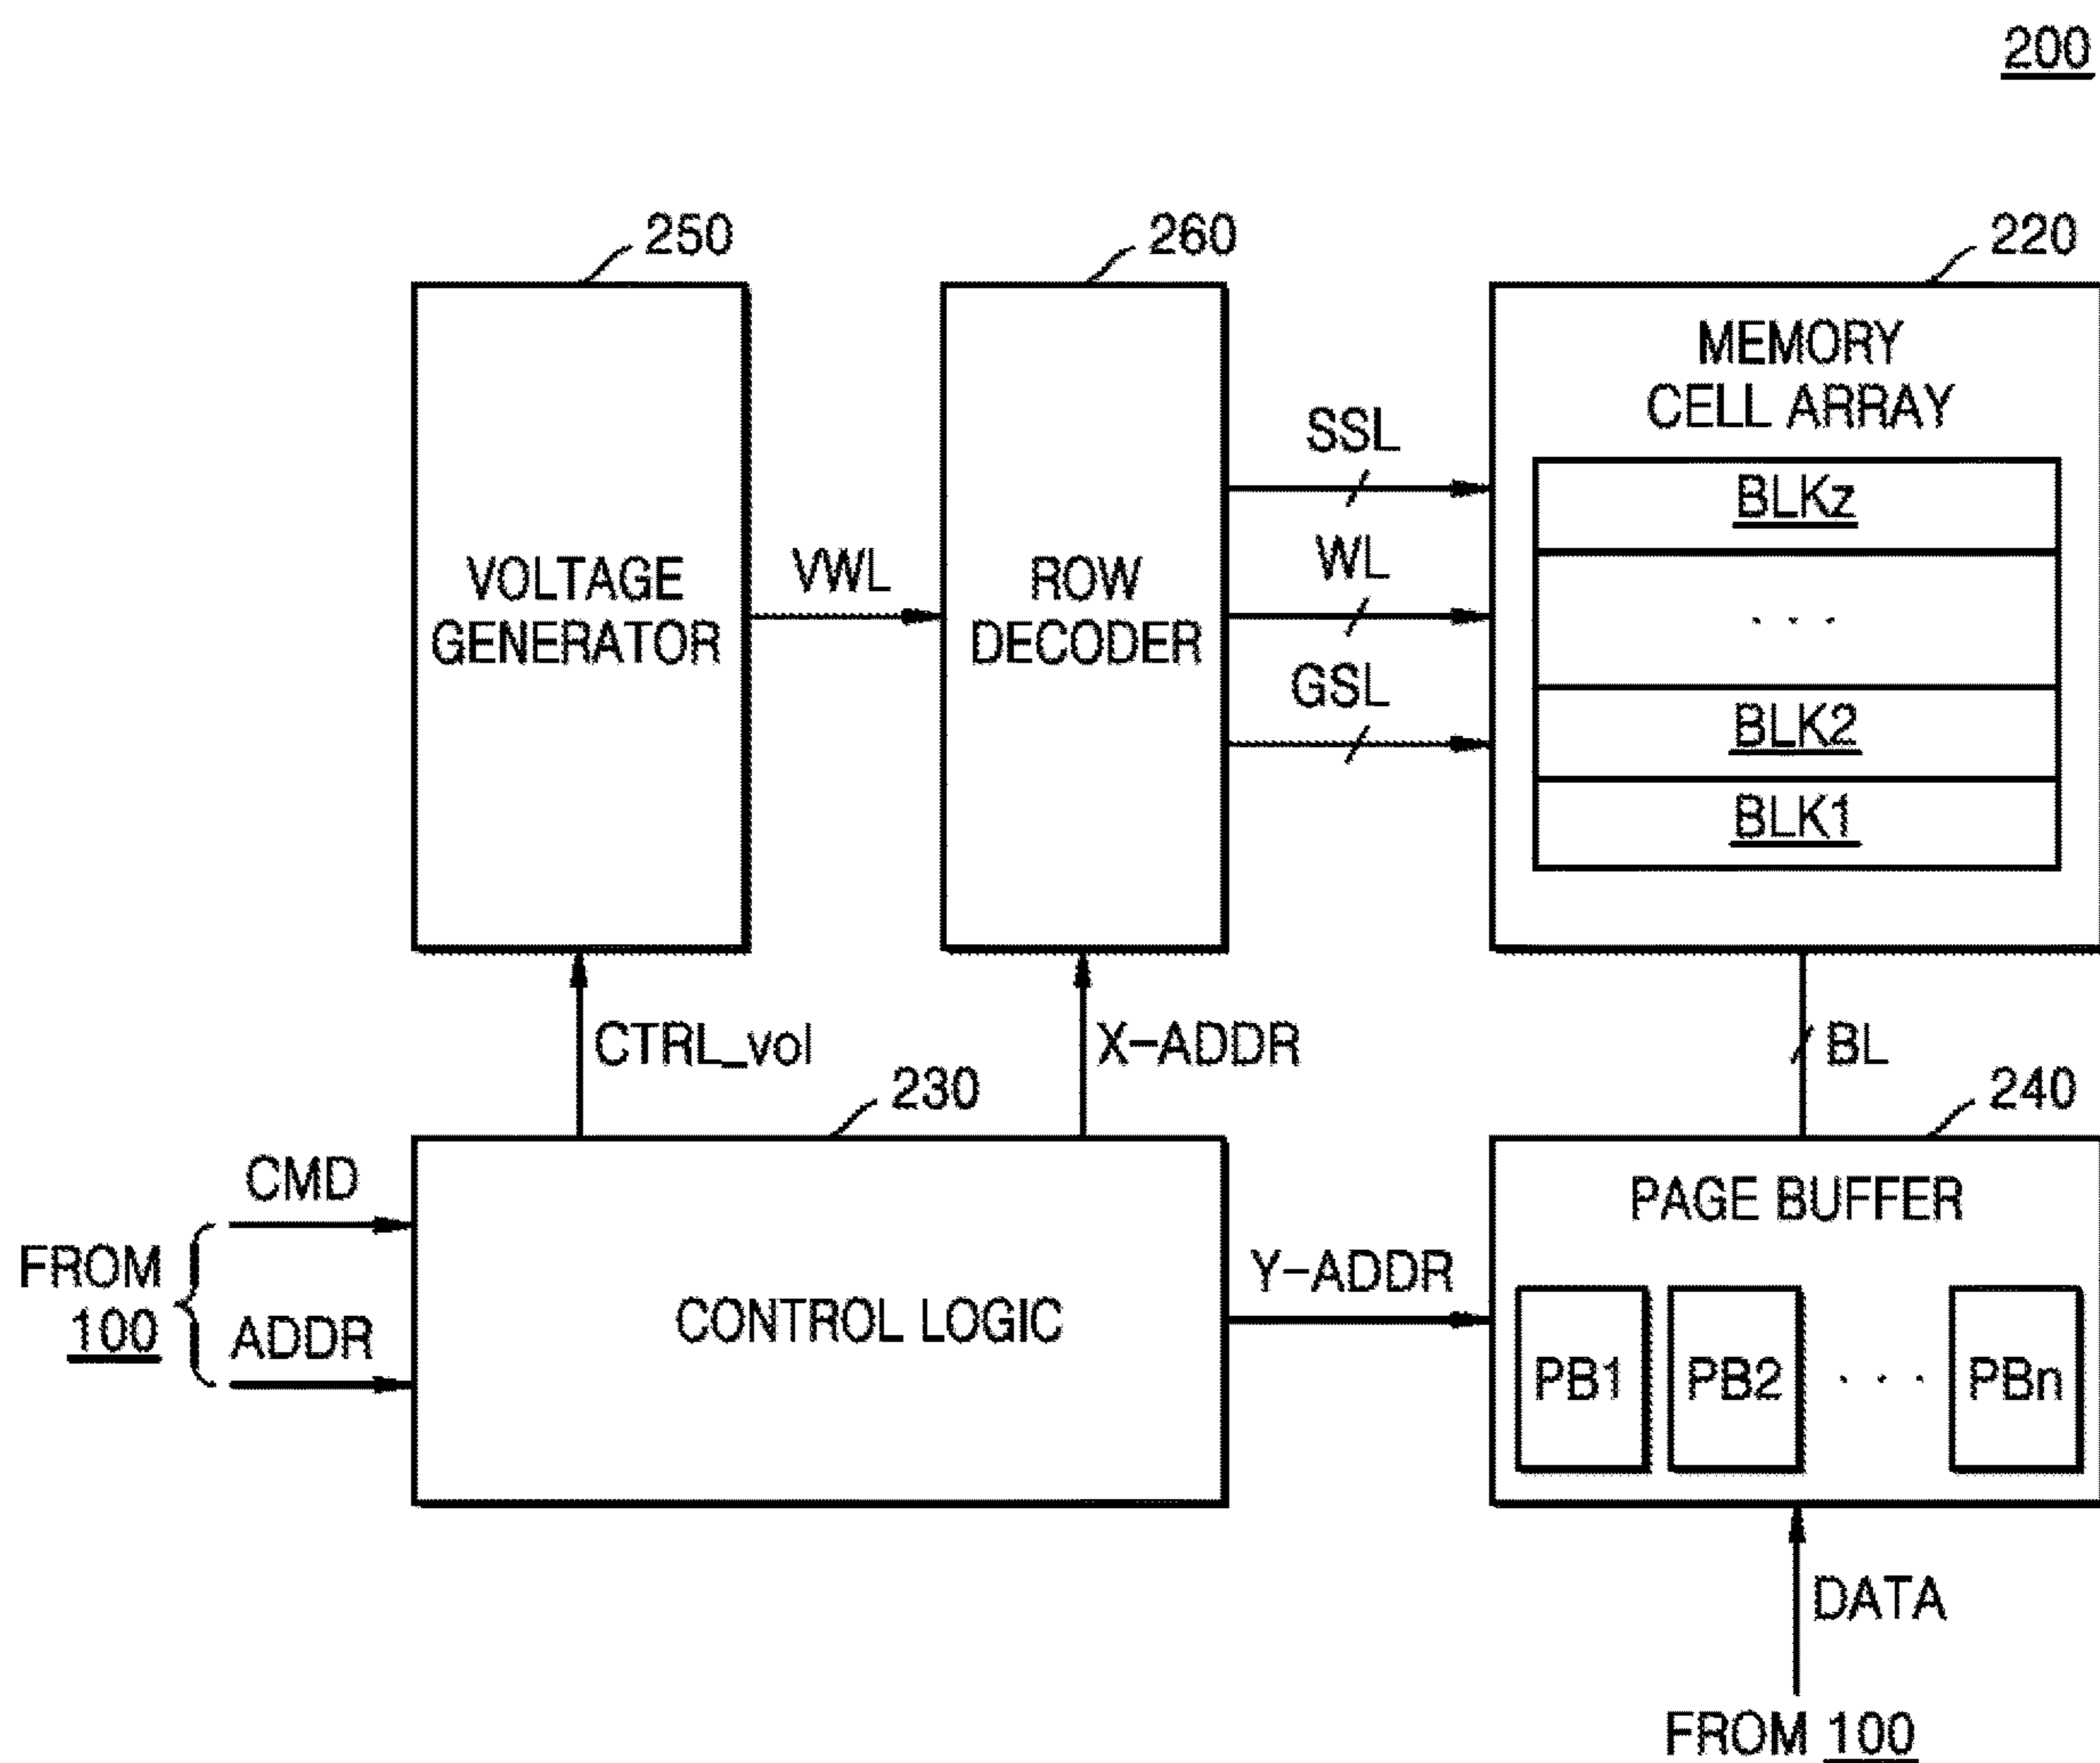 200
250
260
220
VOLTAGE
GENERATOR
VWL
ROW
DECODER
SSL
WL
GSL
MEMORY
CELL ARRAY
BLKz
. . .
BLK2
BLK1
CTRL_vol
X-ADDR
BL
230
240
CMD
FROM
100
ADDR
CONTROL LOGIC
Y-ADDR
PAGE BUFFER
PB1
PB2
. . .
PBn
DATA
FROM 100